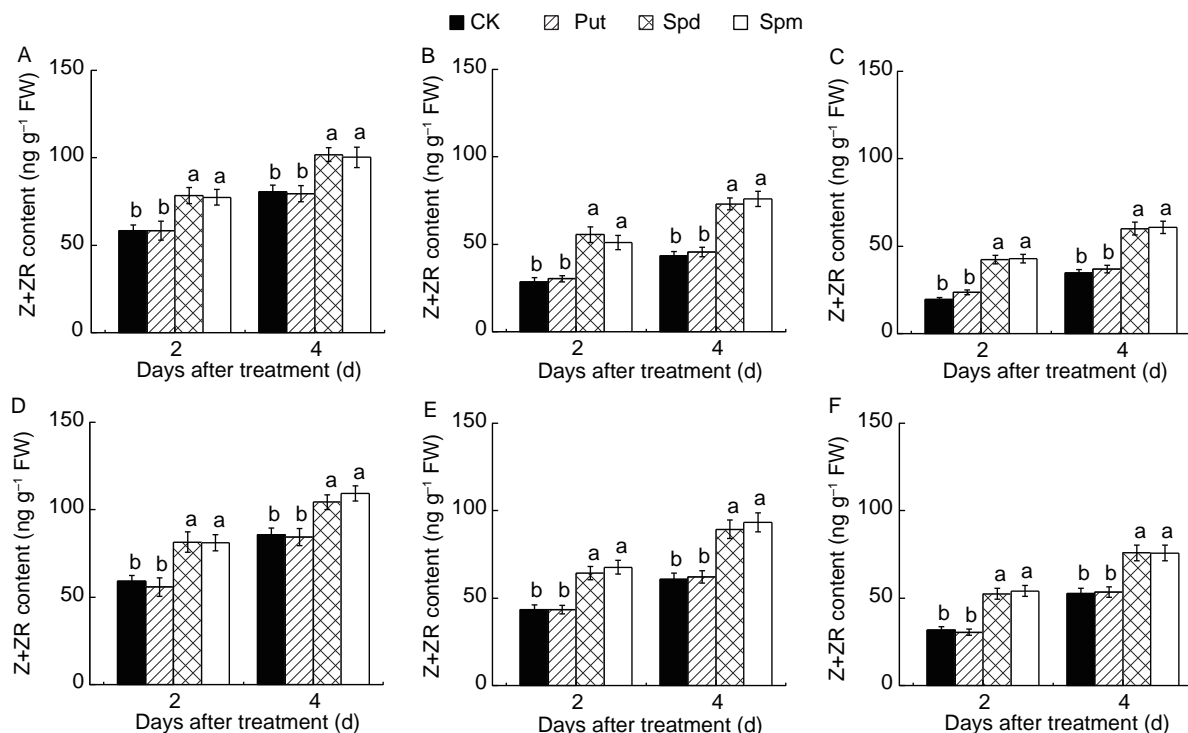 CK Put Spd Spm
A
Z+ZR content (ng g⁻¹ FW)
150
100
50
0
b b a a b b a a
2 4
Days after treatment (d)
B
Z+ZR content (ng g⁻¹ FW)
150
100
50
0
b b a a b b a a
2 4
Days after treatment (d)
C
Z+ZR content (ng g⁻¹ FW)
150
100
50
0
b b a a b b a a
2 4
Days after treatment (d)
D
Z+ZR content (ng g⁻¹ FW)
150
100
50
0
b b a a b b a a
2 4
Days after treatment (d)
E
Z+ZR content (ng g⁻¹ FW)
150
100
50
0
b b a a b b a a
2 4
Days after treatment (d)
F
Z+ZR content (ng g⁻¹ FW)
150
100
50
0
b b a a b b a a
2 4
Days after treatment (d)